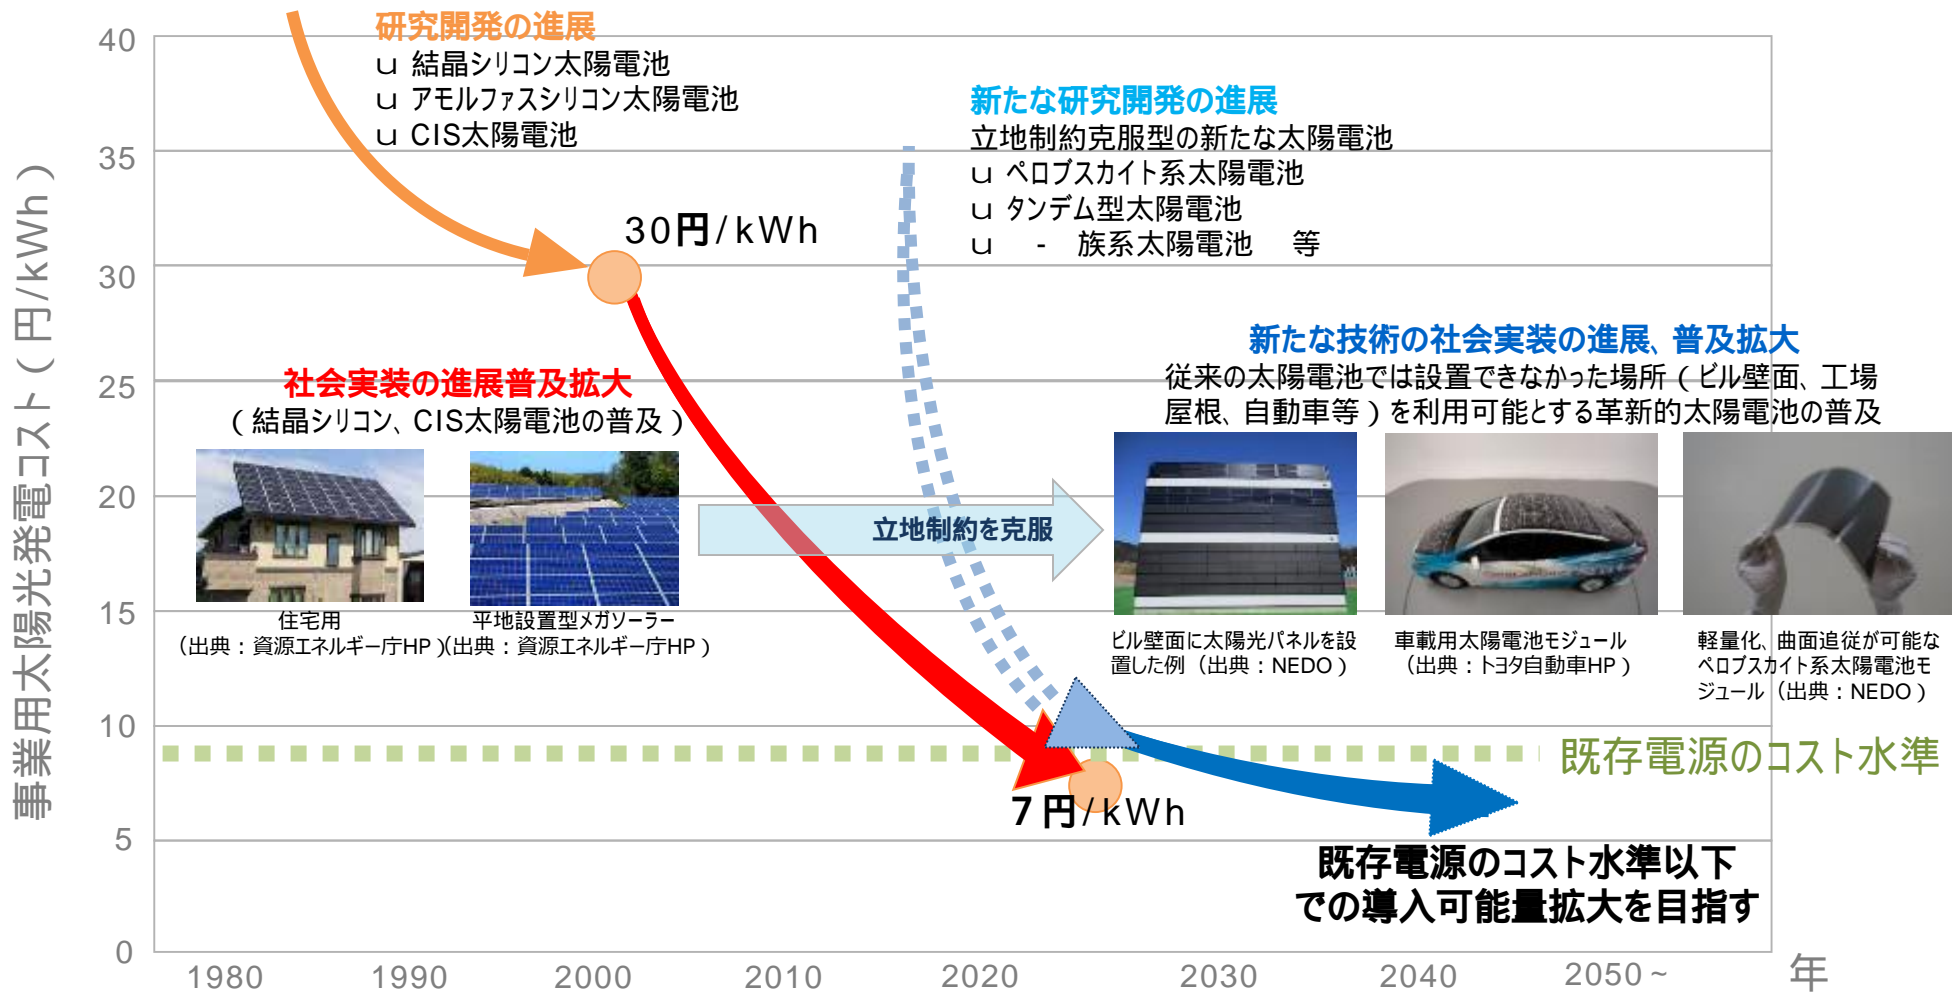 研究開発の進展
u 結晶シリコン太陽電池
u アモルファスシリコン太陽電池
u CIS太陽電池
新たな研究開発の進展
立地制約克服型の新たな太陽電池
u ペロブスカイト系太陽電池
u タンデム型太陽電池
u - 族系太陽電池 等
30円/kWh
社会実装の進展普及拡大
(結晶シリコン、CIS太陽電池の普及)
新たな技術の社会実装の進展、普及拡大
従来の太陽電池では設置できなかった場所(ビル壁面、工場
屋根、自動車等)を利用可能とする革新的太陽電池の普及
立地制約を克服
住宅用
(出典:資源エネルギー庁HP)
平地設置型メガソーラー
(出典:資源エネルギー庁HP)
ビル壁面に太陽光パネルを設
置した例(出典:NEDO)
車載用太陽電池モジュール
(出典:トヨタ自動車HP)
軽量化、曲面追従が可能な
ペロブスカイト系太陽電池モ
ジュール(出典:NEDO)
既存電源のコスト水準
7円/kWh
既存電源のコスト水準以下
での導入可能量拡大を目指す
事業用太陽光発電コスト(円/kWh)
40
35
30
25
20
15
10
5
0
1980
1990
2000
2010
2020
2030
2040
2050~
年